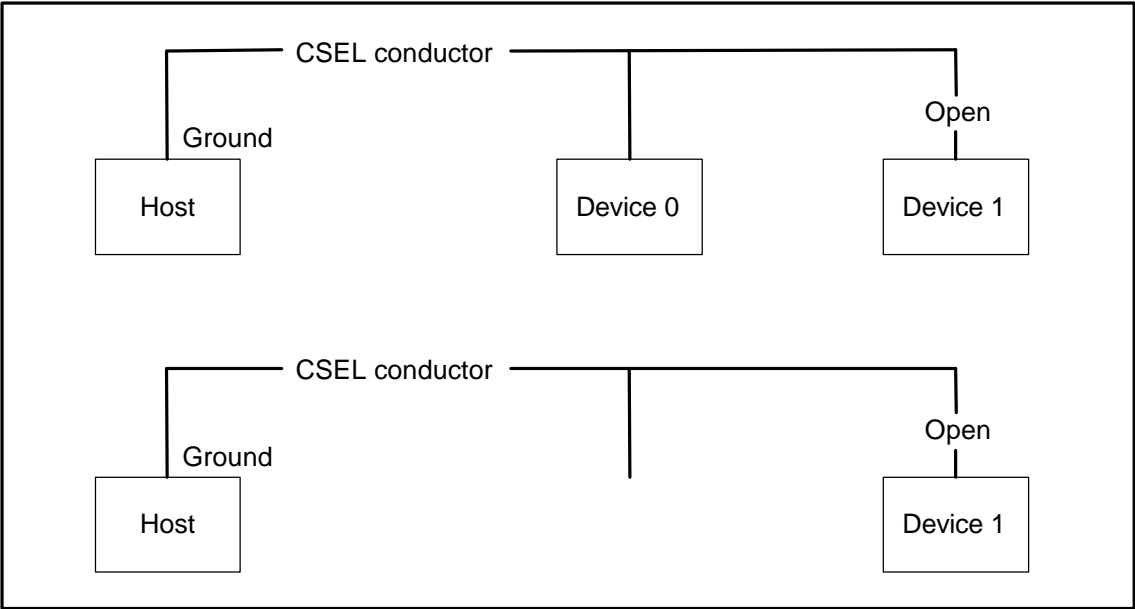 CSEL conductor
Open
Ground
Host
Device 0
Device 1
CSEL conductor
Open
Ground
Host
Device 1